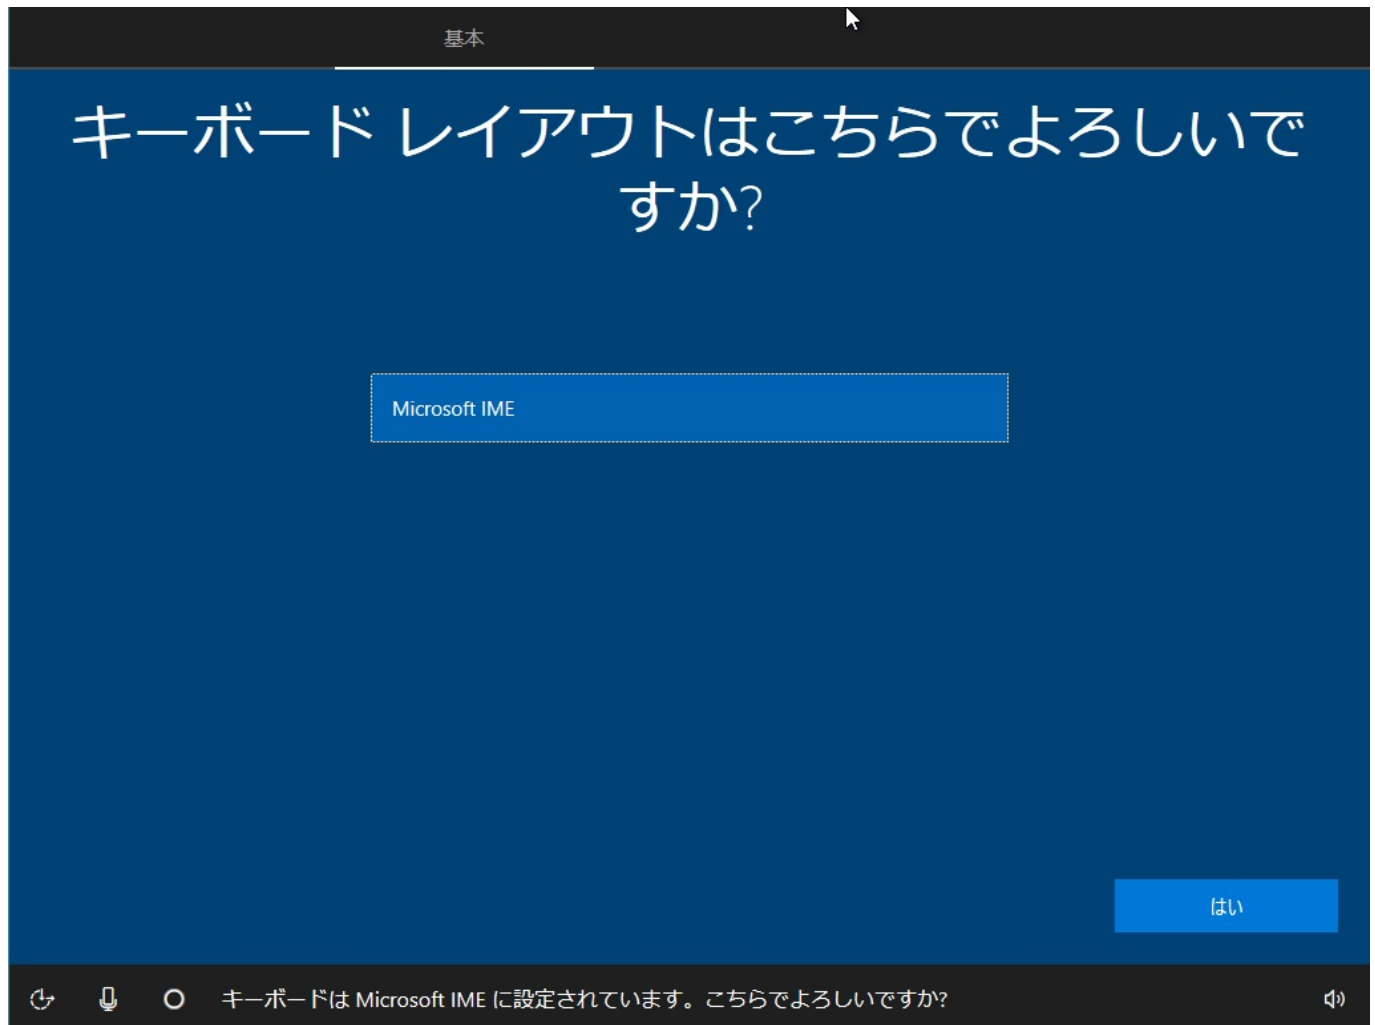 基本
キーボード レイアウトはこちらでよろしいで
すか?
Microsoft IME
はい
キーボードは Microsoft IME に設定されています。こちらでよろしいですか?